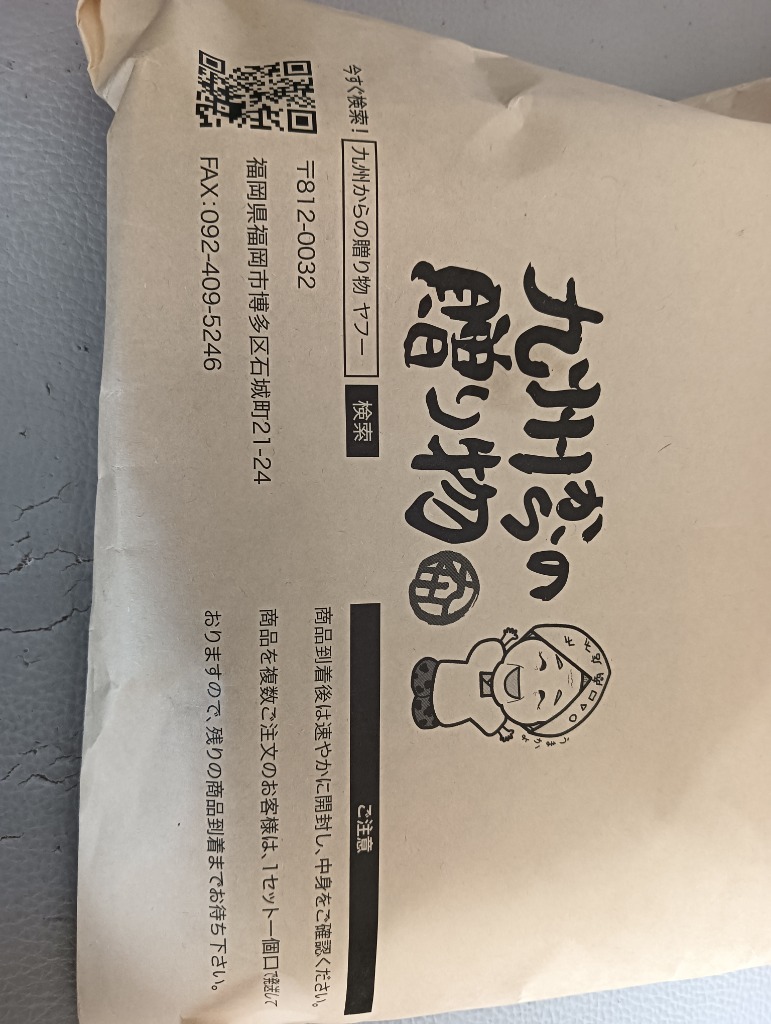 九州からの
贈り物
うまかよ
今すぐ検索！
九州からの贈り物 ヤフー
検索
〒812-0032
福岡県福岡市博多区石城町21-24
FAX：092-409-5246
ご注意
商品到着後は速やかに開封し、中身をご確認ください。
商品を複数ご注文のお客様は、1セット一個口で発送して
おりますので、残りの商品到着までお待ち下さい。